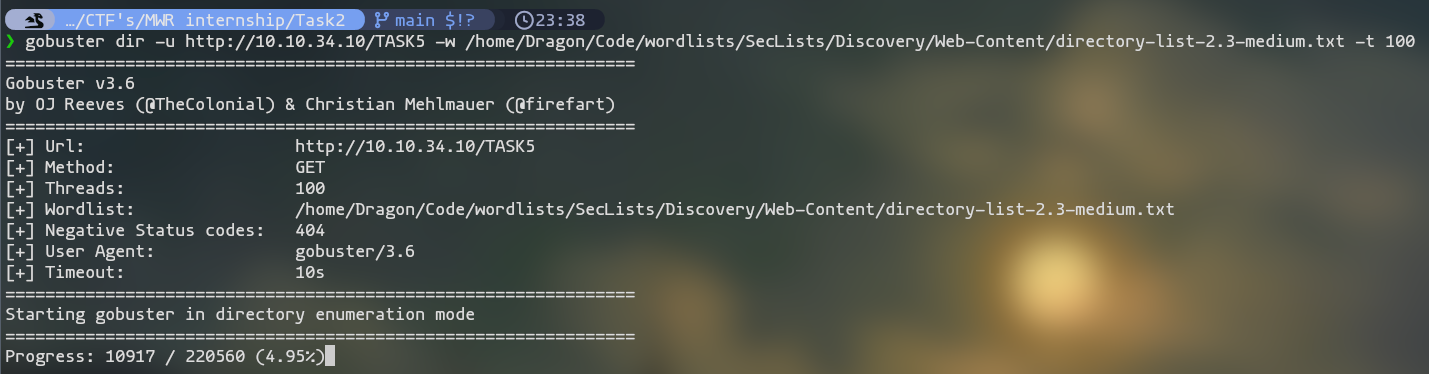 …/CTF's/MWR internship/Task2 main $!? 23:38
❯ gobuster dir -u http://10.10.34.10/TASK5 -w /home/Dragon/Code/wordlists/SecLists/Discovery/Web-Content/directory-list-2.3-medium.txt -t 100
===============================================================
Gobuster v3.6
by OJ Reeves (@TheColonial) & Christian Mehlmauer (@firefart)
===============================================================
[+] Url:                     http://10.10.34.10/TASK5
[+] Method:                  GET
[+] Threads:                 100
[+] Wordlist:                /home/Dragon/Code/wordlists/SecLists/Discovery/Web-Content/directory-list-2.3-medium.txt
[+] Negative Status codes:   404
[+] User Agent:              gobuster/3.6
[+] Timeout:                 10s
===============================================================
Starting gobuster in directory enumeration mode
===============================================================
Progress: 10917 / 220560 (4.95%)